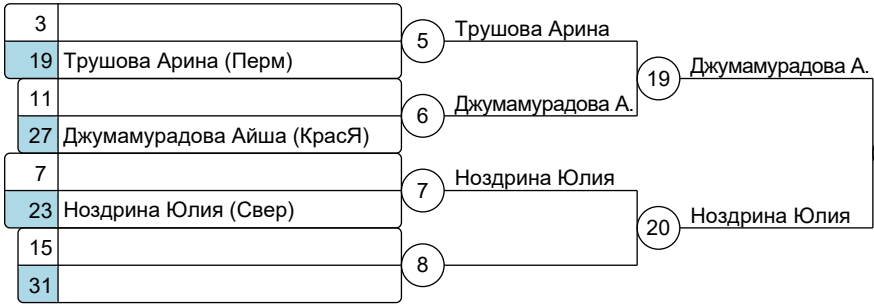 3
5
Трушова Арина
19 Трушова Арина (Перм)
19
Джумамурадова А.
11
6
Джумамурадова А.
27 Джумамурадова Айша (КрасЯ)
7
7
Ноздрина Юлия
23 Ноздрина Юлия (Свер)
20
Ноздрина Юлия
15
8
31